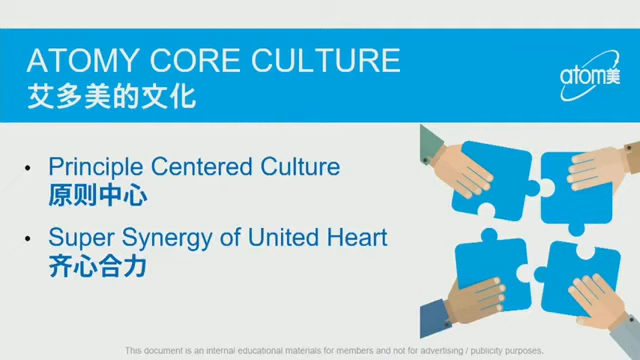 ATOMY CORE CULTURE
艾多美的文化
atom美
• Principle Centered Culture
原则中心
• Super Synergy of United Heart
齐心合力
This document is an internal educational materials for members and not for advertising / publicity purposes.